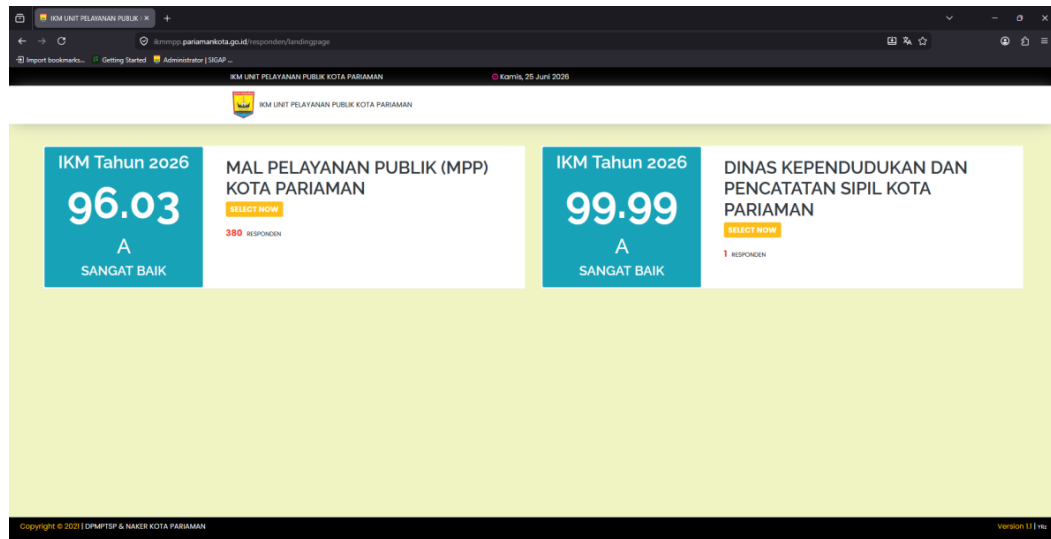 IKM UNIT PELAYANAN PUBLIK | ×
ikmmpp.pariamankota.go.id/responden/landingpage
Import bookmarks... Getting Started Administrator | SIGAP ...
IKM UNIT PELAYANAN PUBLIK KOTA PARIAMAN Kamis, 25 Juni 2026
IKM UNIT PELAYANAN PUBLIK KOTA PARIAMAN
IKM Tahun 2026
96.03
A
SANGAT BAIK
MAL PELAYANAN PUBLIK (MPP)
KOTA PARIAMAN
SELECT NOW
380 RESPONDEN
IKM Tahun 2026
99.99
A
SANGAT BAIK
DINAS KEPENDUDUKAN DAN
PENCATATAN SIPIL KOTA
PARIAMAN
SELECT NOW
1 RESPONDEN
Copyright © 2021 | DPMPTSP & NAKER KOTA PARIAMAN Version 1.1 |